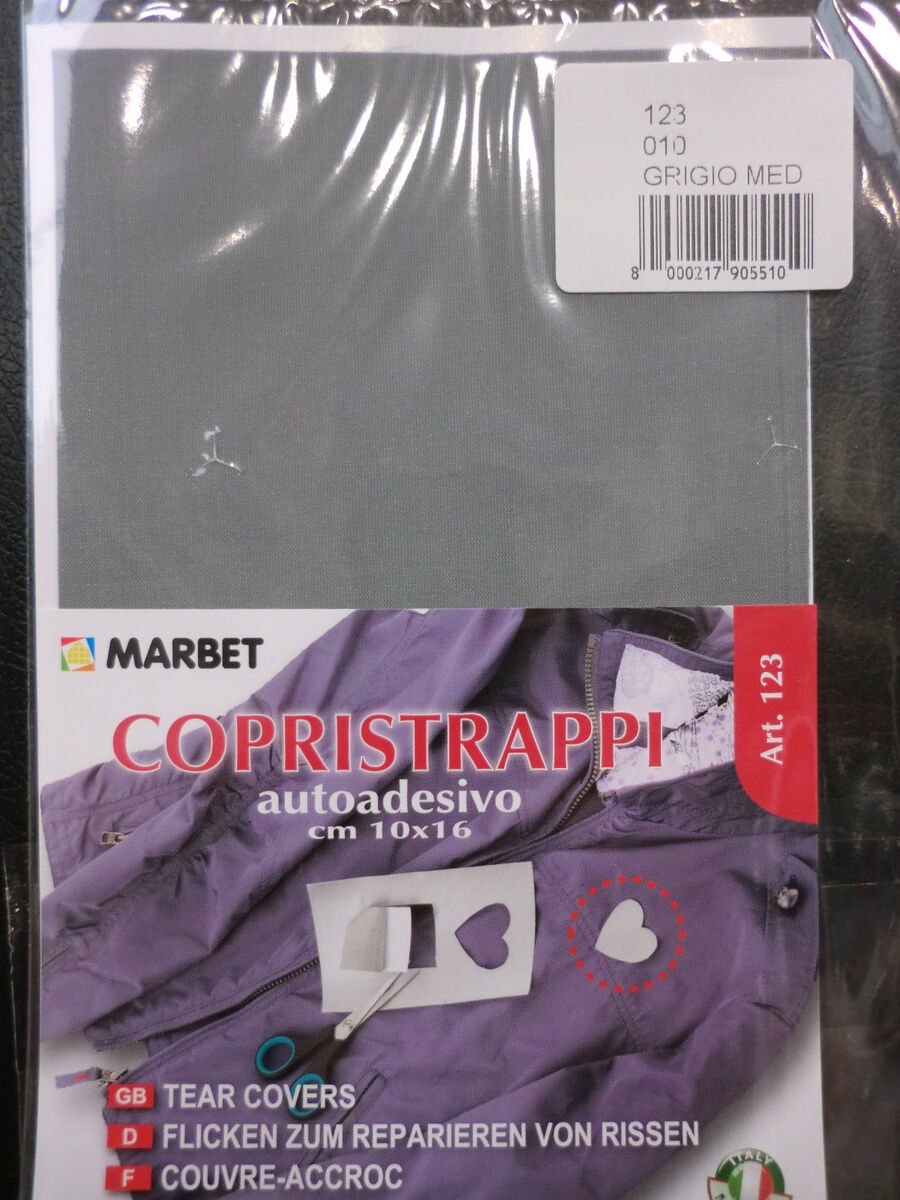 123
010
GRIGIO MED
8 000217 905510
MARBET
Art. 123
COPRISTRAPPI
autoadesivo
cm 10x16
GB TEAR COVERS
D FLICKEN ZUM REPARIEREN VON RISSEN
F COUVRE-ACCROC
ITALY